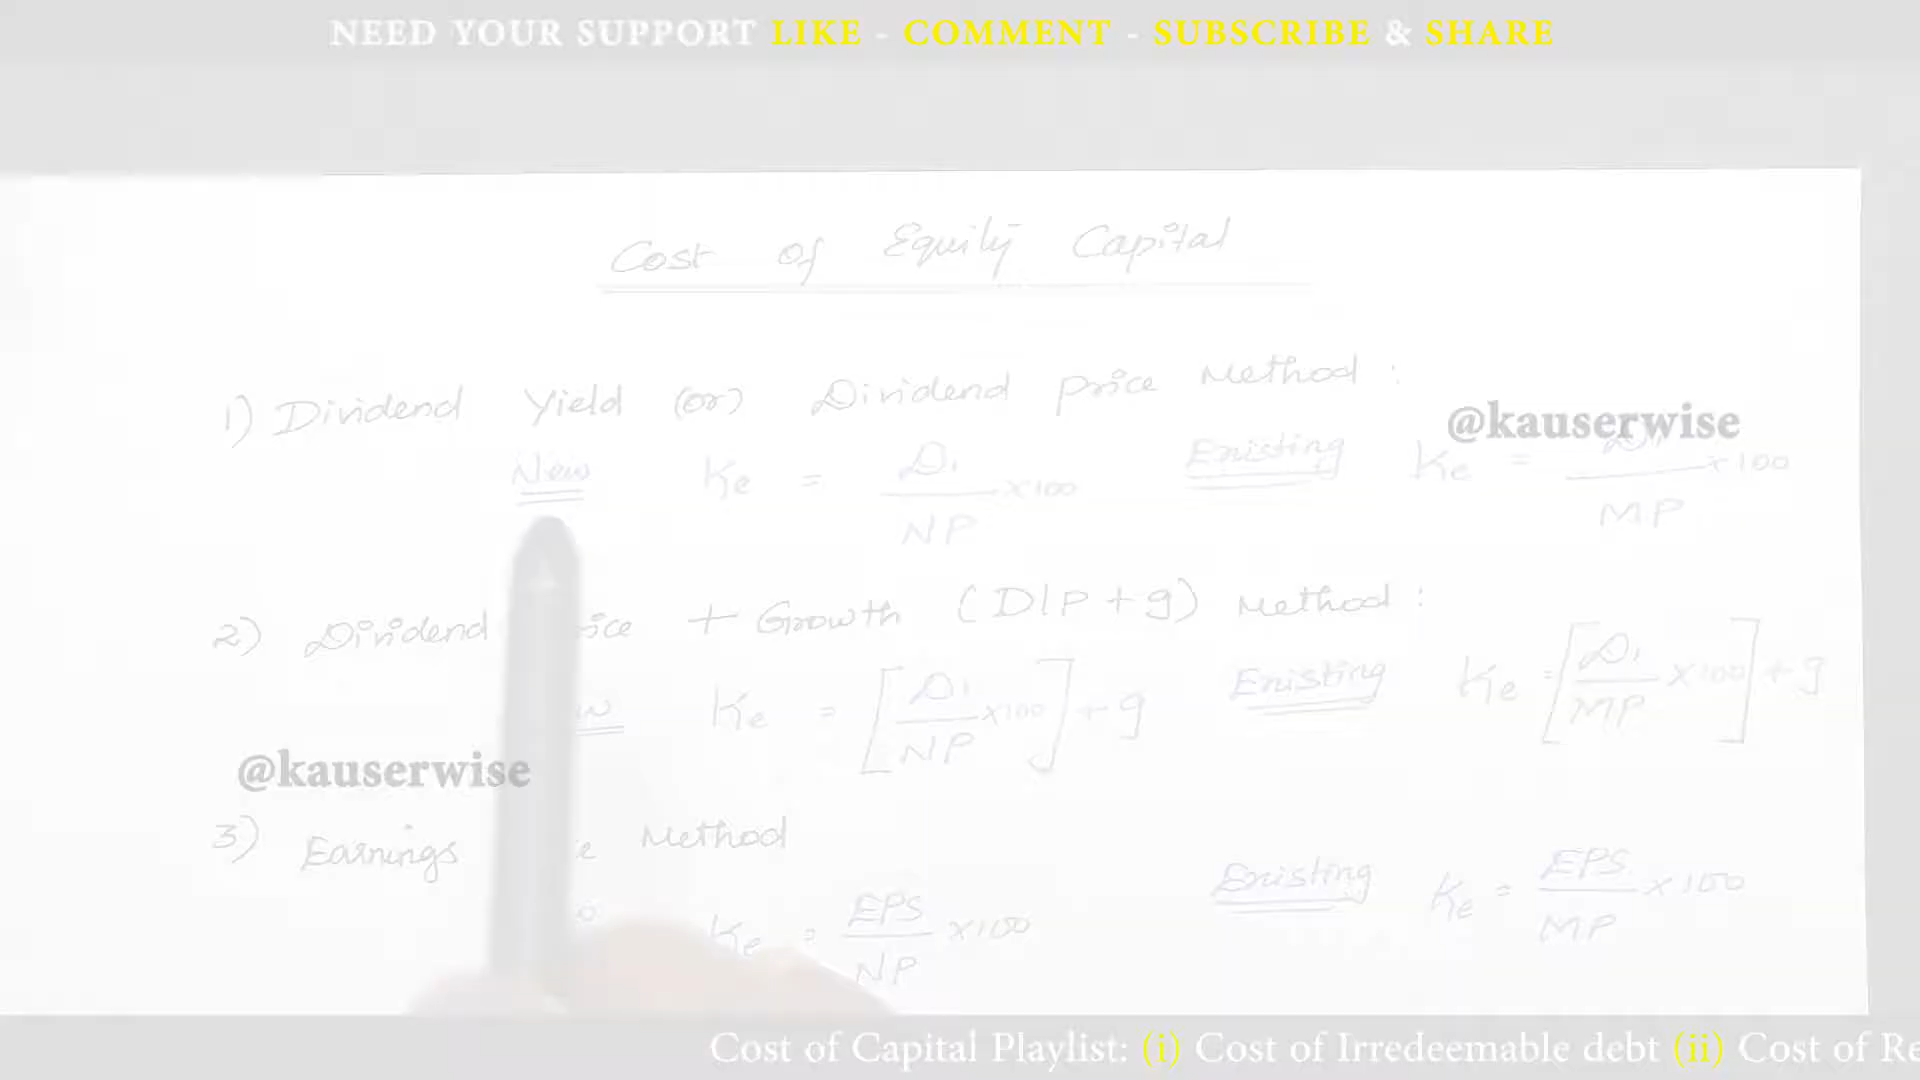 NEED YOUR SUPPORT LIKE - COMMENT - SUBSCRIBE & SHARE
Cost of Equity Capital
1) Dividend Yield (or) Dividend price Method :
@kauserwise
New Ke = D1/NP x100 Existing Ke = D1/MP x100
2) Dividend + Growth (D/P + g) Method :
Ke = [D1/NP x100] + g Existing Ke = [D1/MP x100] + g
@kauserwise
3) Earnings Method
Ke = EPS/NP x100 Existing Ke = EPS/MP x100
Cost of Capital Playlist: (i) Cost of Irredeemable debt (ii) Cost of Re